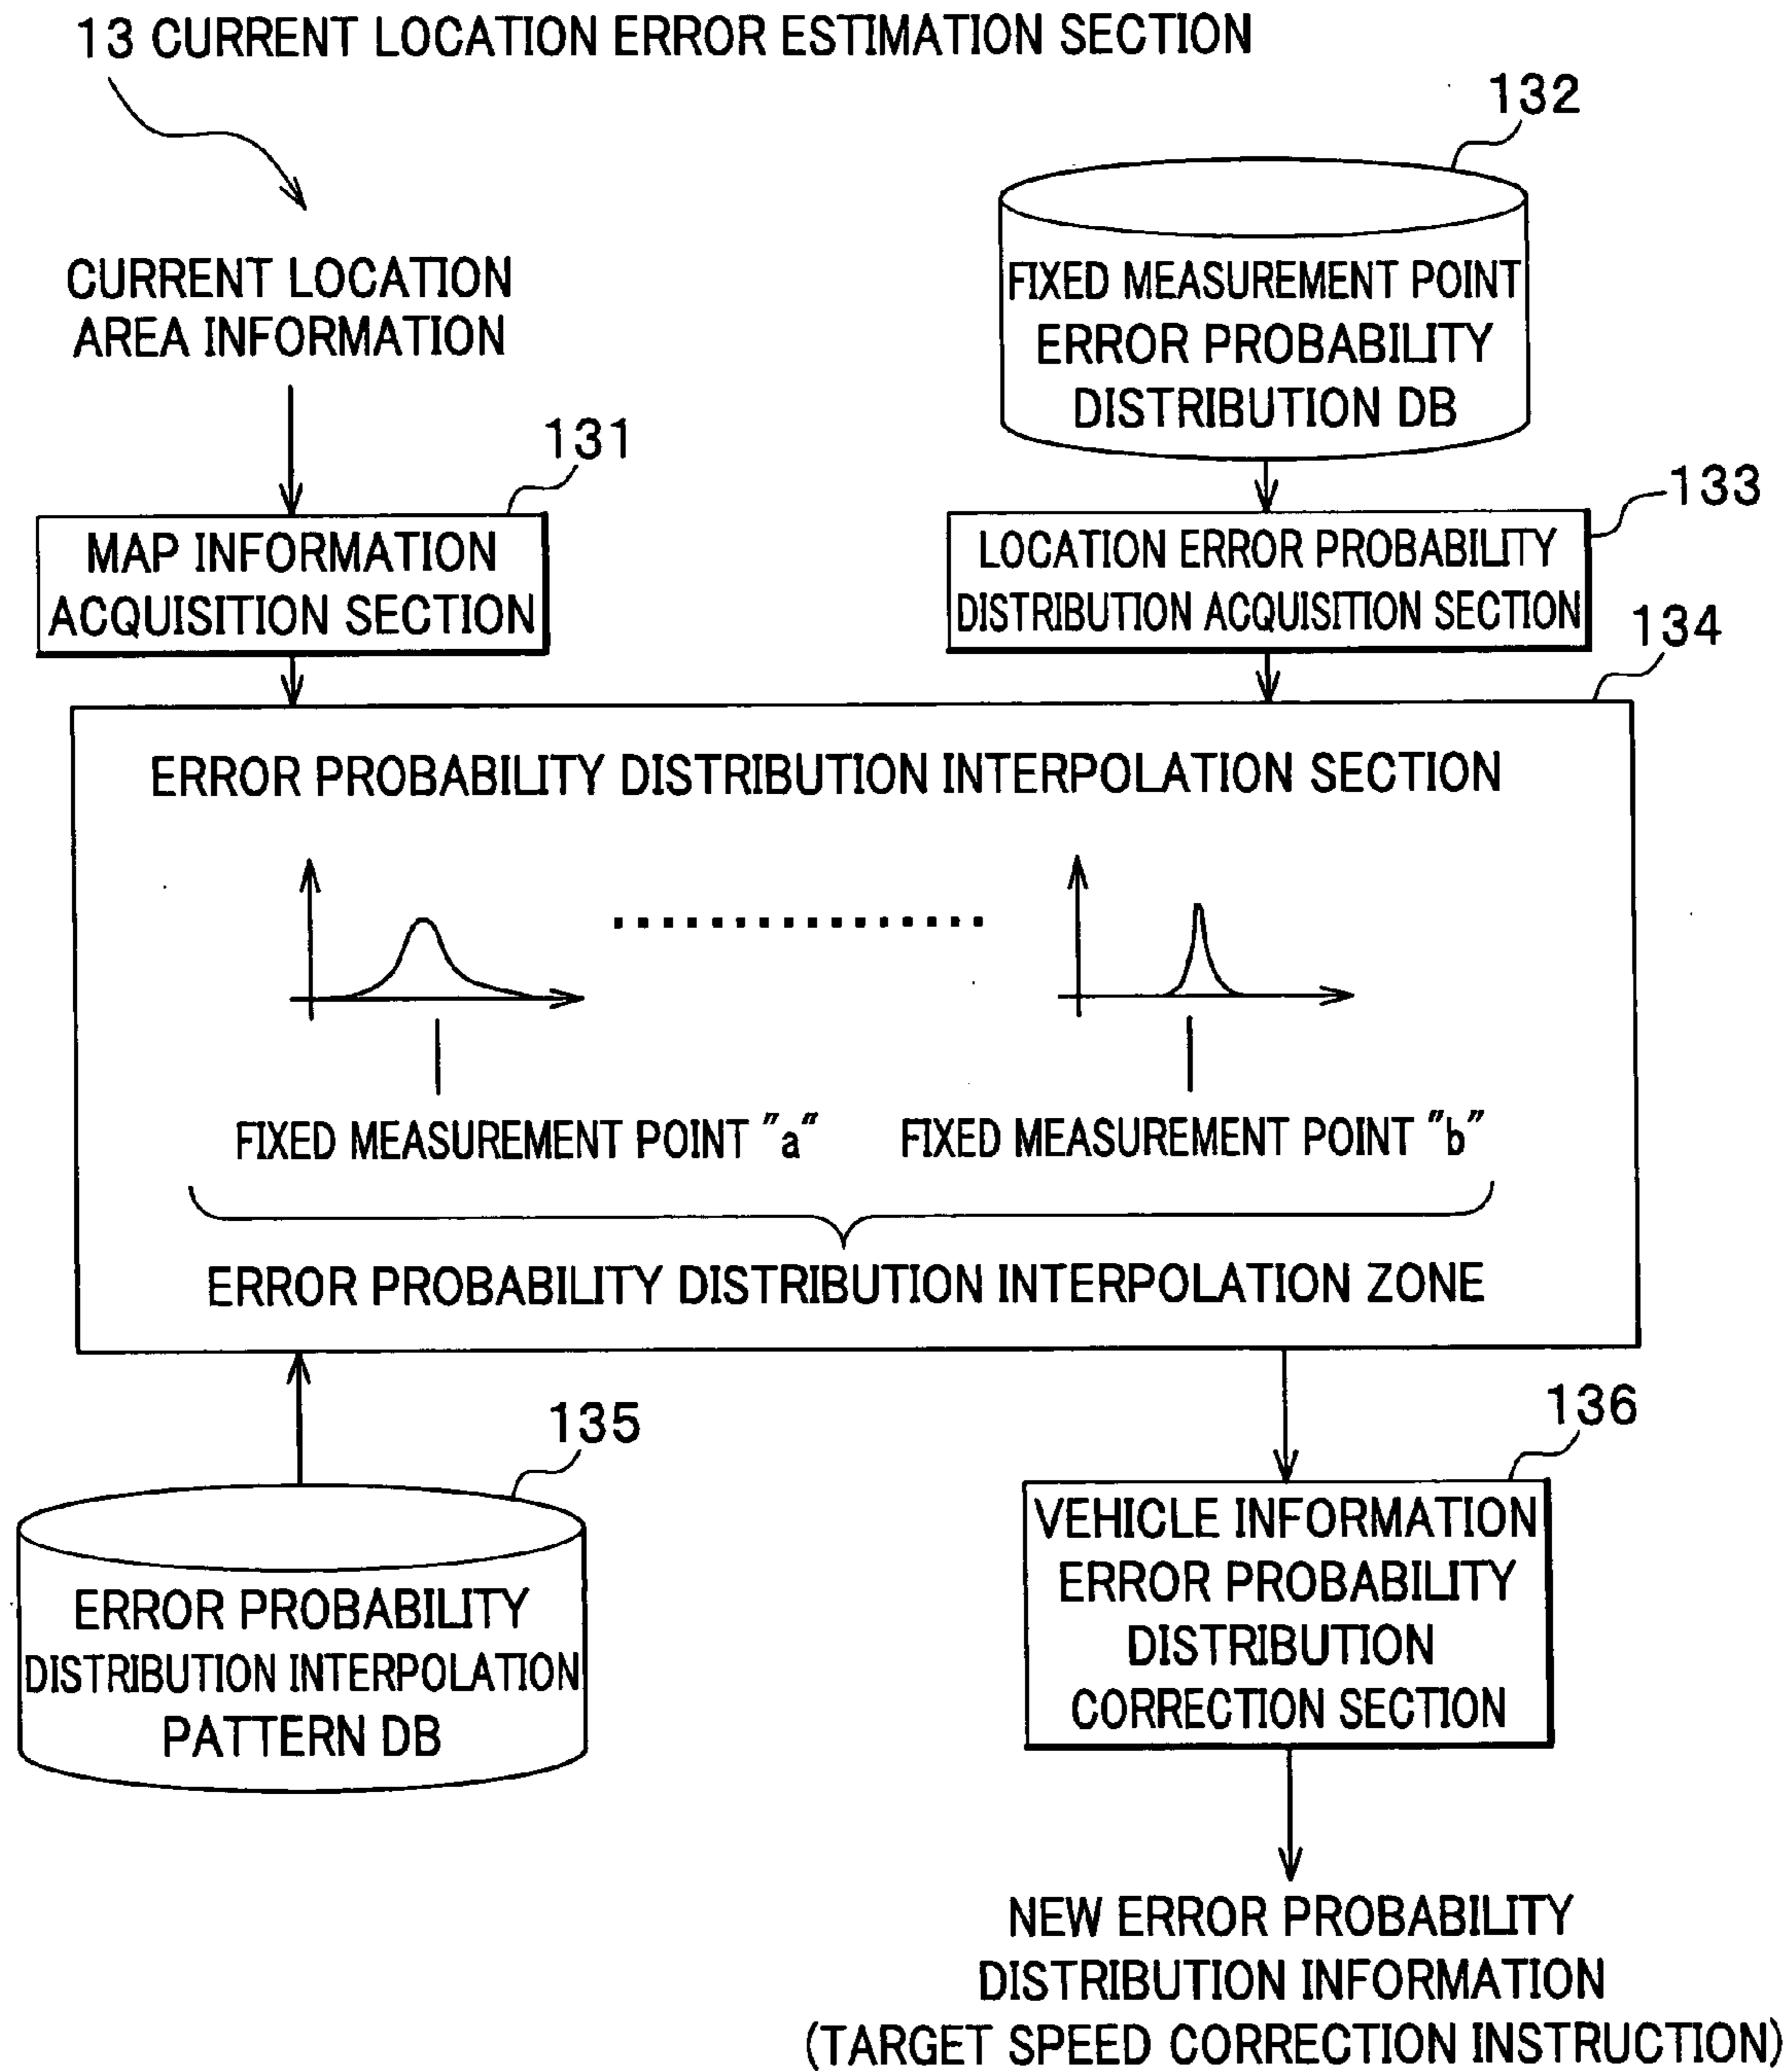 13 CURRENT LOCATION ERROR ESTIMATION SECTION
132
CURRENT LOCATION
AREA INFORMATION
FIXED MEASUREMENT POINT
ERROR PROBABILITY
DISTRIBUTION DB
131
133
MAP INFORMATION
ACQUISITION SECTION
LOCATION ERROR PROBABILITY
DISTRIBUTION ACQUISITION SECTION
134
ERROR PROBABILITY DISTRIBUTION INTERPOLATION SECTION
FIXED MEASUREMENT POINT "a"
FIXED MEASUREMENT POINT "b"
ERROR PROBABILITY DISTRIBUTION INTERPOLATION ZONE
135
136
ERROR PROBABILITY
DISTRIBUTION INTERPOLATION
PATTERN DB
VEHICLE INFORMATION
ERROR PROBABILITY
DISTRIBUTION
CORRECTION SECTION
NEW ERROR PROBABILITY
DISTRIBUTION INFORMATION
(TARGET SPEED CORRECTION INSTRUCTION)